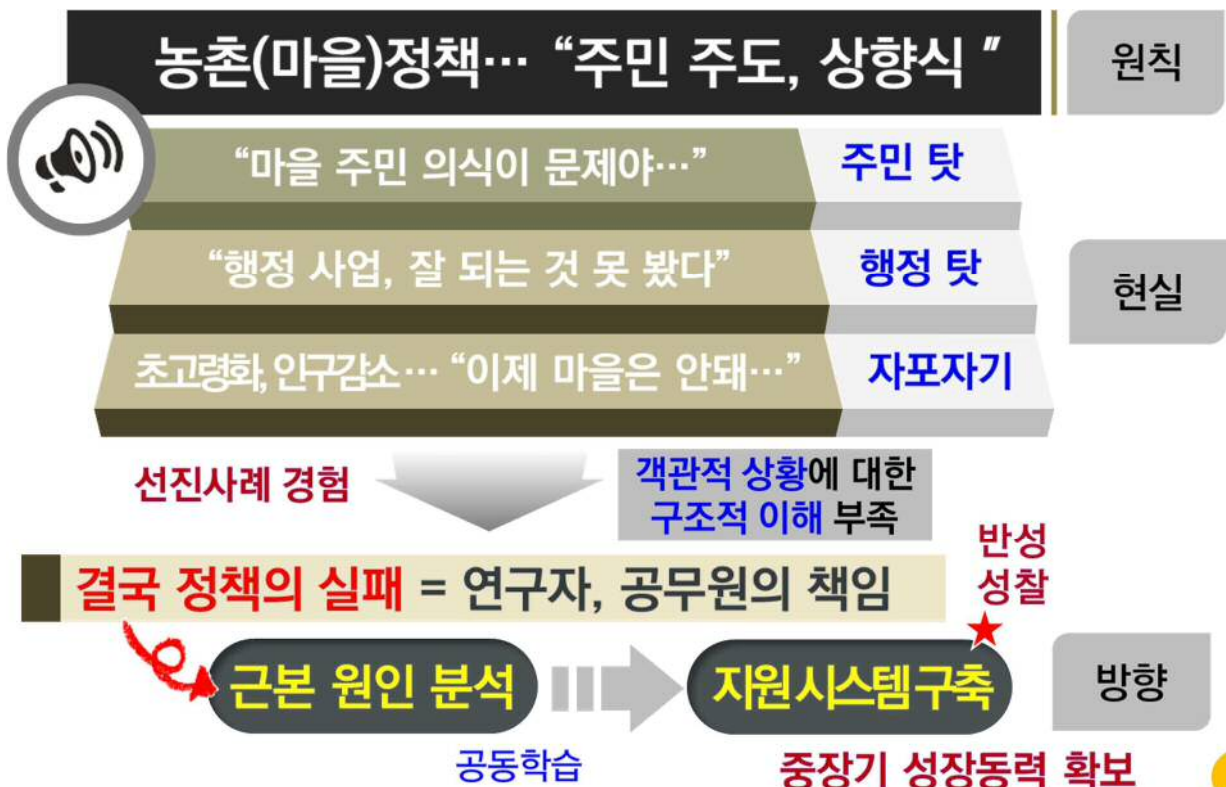 농촌(마을)정책… “주민 주도, 상향식 〞
원칙
“마을 주민 의식이 문제야…”
주민 탓
“행정 사업, 잘 되는 것 못 봤다”
행정 탓
현실
초고령화, 인구감소… “이제 마을은 안돼…”
자포자기
선진사례 경험
객관적 상황에 대한
구조적 이해 부족
반성
성찰
결국 정책의 실패 = 연구자, 공무원의 책임
근본 원인 분석
지원시스템구축
방향
공동학습
중장기 성장동력 확보